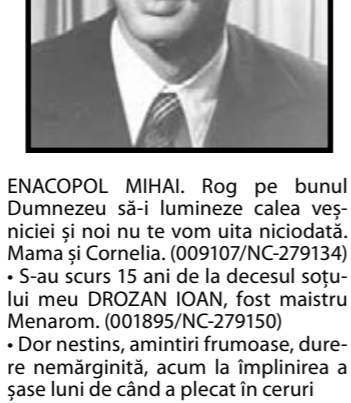 ENACOPOL MIHAI. Rog pe bunul
Dumnezeu să-i lumineze calea veș-
niciei și noi nu te vom uita niciodată.
Mama și Cornelia. (009107/NC-279134)
• S-au scurs 15 ani de la decesul soțu-
lui meu DROZAN IOAN, fost maistru
Menarom. (001895/NC-279150)
• Dor nestins, amintiri frumoase, dure-
re nemărginită, acum la împlinirea a
șase luni de când a plecat în ceruri